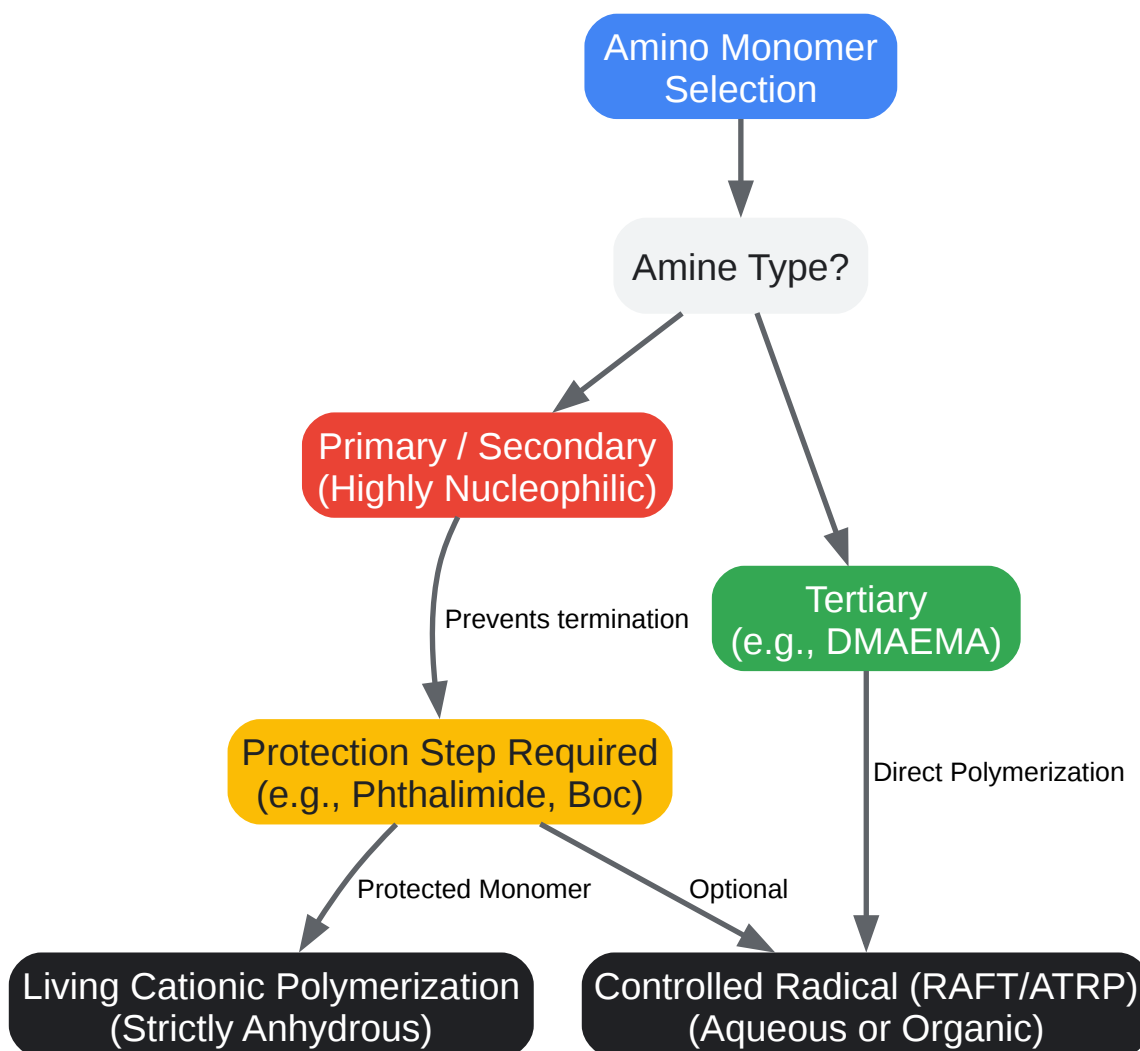 Amino Monomer
Selection
Amine Type?
Primary / Secondary
(Highly Nucleophilic)
Prevents termination
Tertiary
(e.g., DMAEMA)
Protection Step Required
(e.g., Phthalimide, Boc)
Direct Polymerization
Protected Monomer
Optional
Living Cationic Polymerization
(Strictly Anhydrous)
Controlled Radical (RAFT/ATRP)
(Aqueous or Organic)